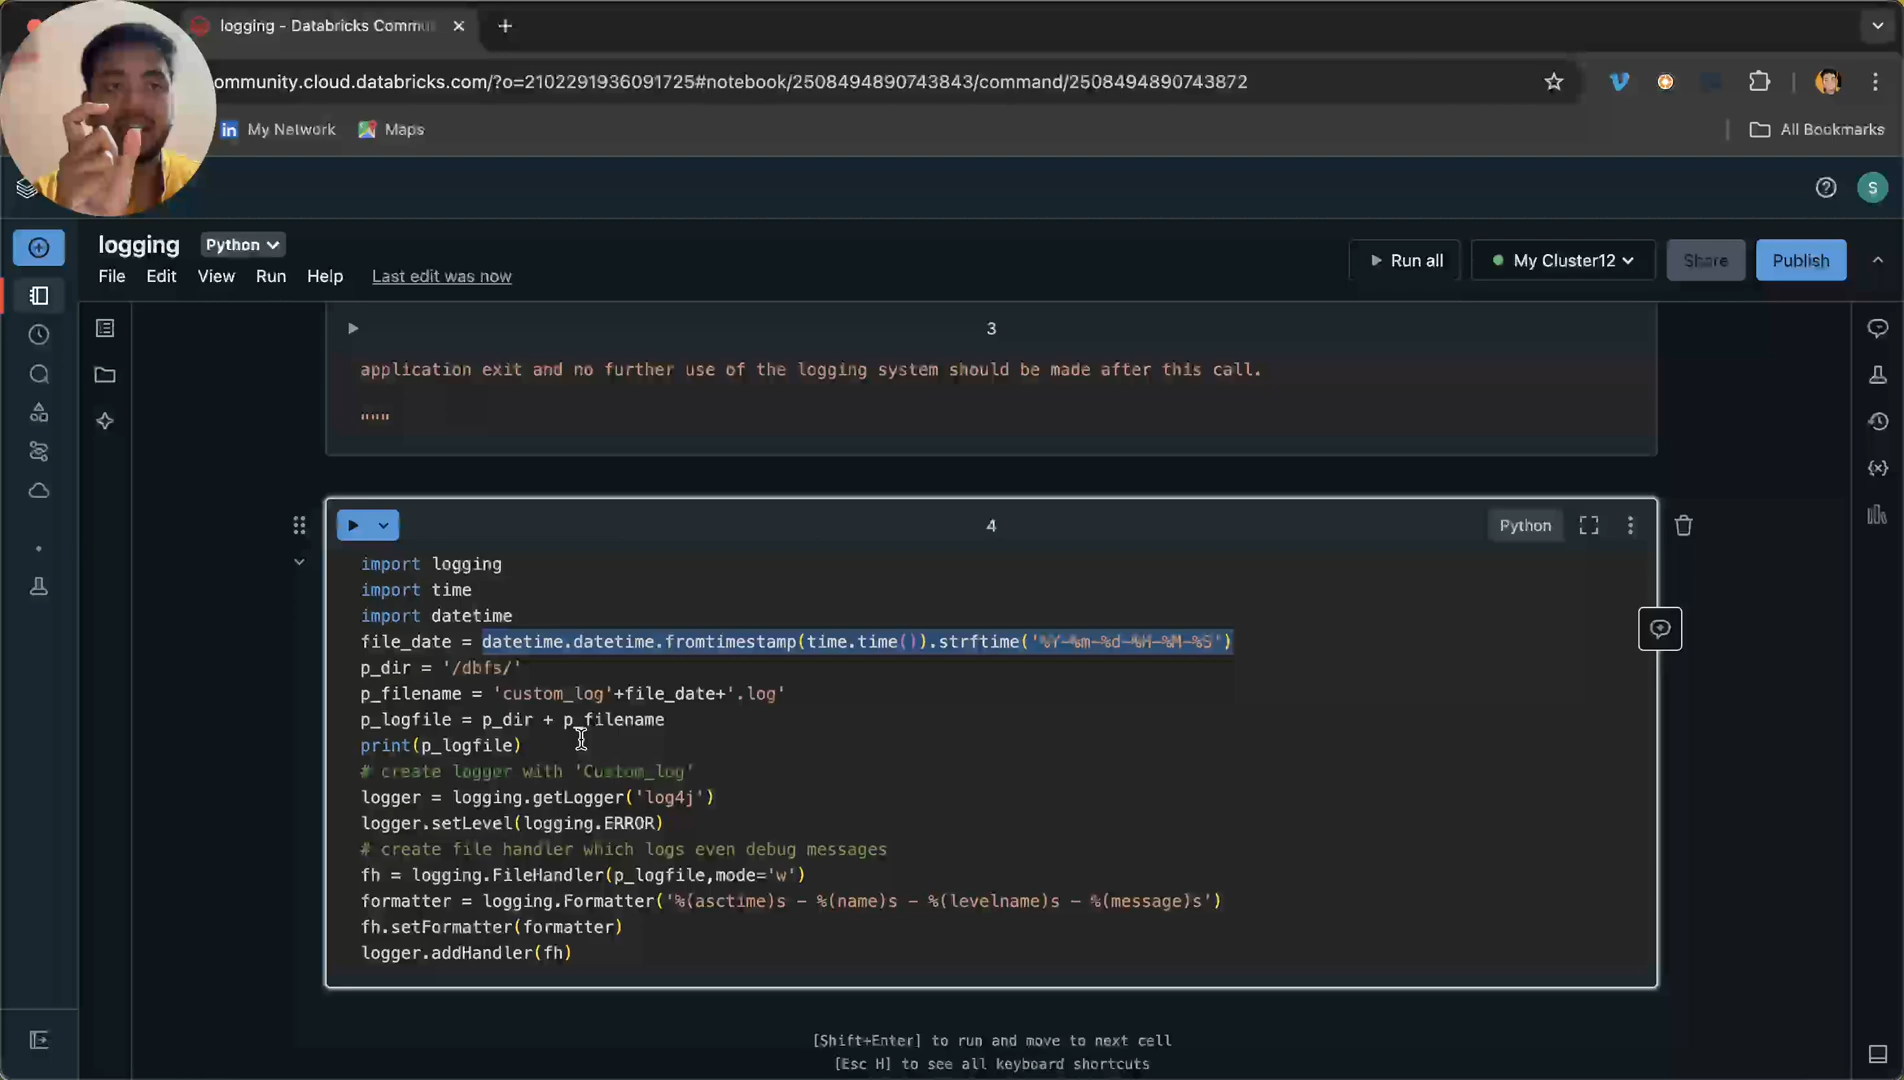 logging - Databricks Commu
ommunity.cloud.databricks.com/?o=2102291936091725#notebook/2508494890743843/command/2508494890743872
My Network
Maps
All Bookmarks
S
logging
Python
File
Edit
View
Run
Help
Last edit was now
Run all
My Cluster12
Share
Publish
3
application exit and no further use of the logging system should be made after this call.
"""
4
Python
import logging
import time
import datetime
file_date = datetime.datetime.fromtimestamp(time.time()).strftime('%Y-%m-%d-%H-%M-%S')
p_dir = '/dbfs/'
p_filename = 'custom_log'+file_date+'.log'
p_logfile = p_dir + p_filename
print(p_logfile)
# create logger with 'Custom_log'
logger = logging.getLogger('log4j')
logger.setLevel(logging.ERROR)
# create file handler which logs even debug messages
fh = logging.FileHandler(p_logfile,mode='w')
formatter = logging.Formatter('%(asctime)s - %(name)s - %(levelname)s - %(message)s')
fh.setFormatter(formatter)
logger.addHandler(fh)
[Shift+Enter] to run and move to next cell
[Esc H] to see all keyboard shortcuts